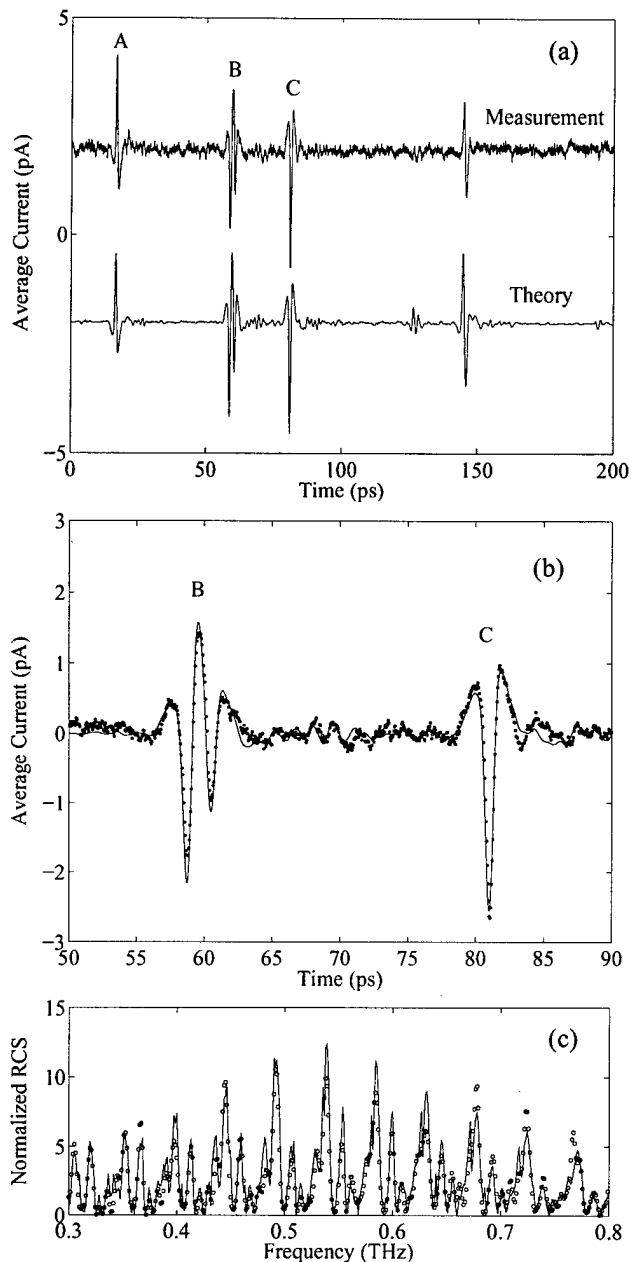 5
A
B
C
(a)
Measurement
Average Current (pA)
0
Theory
-5
0 50 100 150 200
Time (ps)
3
2
1
0
-1
-2
-3
B
C
(b)
Average Current (pA)
50 55 60 65 70 75 80 85 90
Time (ps)
15
10
5
0
(c)
Normalized RCS
0.3 0.4 0.5 0.6 0.7 0.8
Frequency (THz)